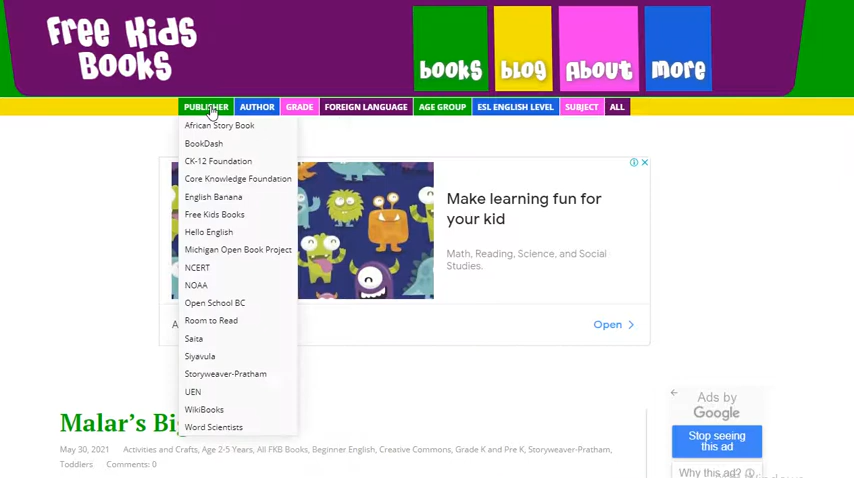 Free Kids
Books
books
blog
About
more
PUBLISHER
AUTHOR
GRADE
FOREIGN LANGUAGE
AGE GROUP
ESL ENGLISH LEVEL
SUBJECT
ALL
African Story Book
BookDash
CK-12 Foundation
Core Knowledge Foundation
English Banana
Free Kids Books
Hello English
Michigan Open Book Project
NCERT
NOAA
Open School BC
Room to Read
Saita
Siyavula
Storyweaver-Pratham
UEN
WikiBooks
Word Scientists
Make learning fun for
your kid
Math, Reading, Science, and Social
Studies.
Open
Ads by
Google
Stop seeing
this ad
Why this ad?
Malar's
May 30, 2021 Activities and Crafts, Age 2-5 Years, All FKB Books, Beginner English, Creative Commons, Grade K and Pre K, Storyweaver-Pratham,
Toddlers Comments: 0